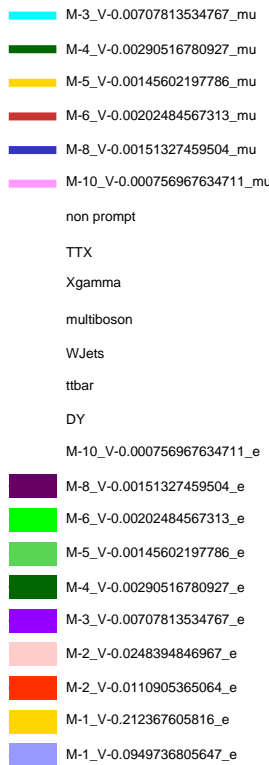 M-3_V-0.00707813534767_mu
M-4_V-0.00290516780927_mu
M-5_V-0.00145602197786_mu
M-6_V-0.00202484567313_mu
M-8_V-0.00151327459504_mu
M-10_V-0.000756967634711_mu
non prompt
TTX
Xgamma
multiboson
WJets
ttbar
DY
M-10_V-0.000756967634711_e
M-8_V-0.00151327459504_e
M-6_V-0.00202484567313_e
M-5_V-0.00145602197786_e
M-4_V-0.00290516780927_e
M-3_V-0.00707813534767_e
M-2_V-0.0248394846967_e
M-2_V-0.0110905365064_e
M-1_V-0.212367605816_e
M-1_V-0.0949736805647_e